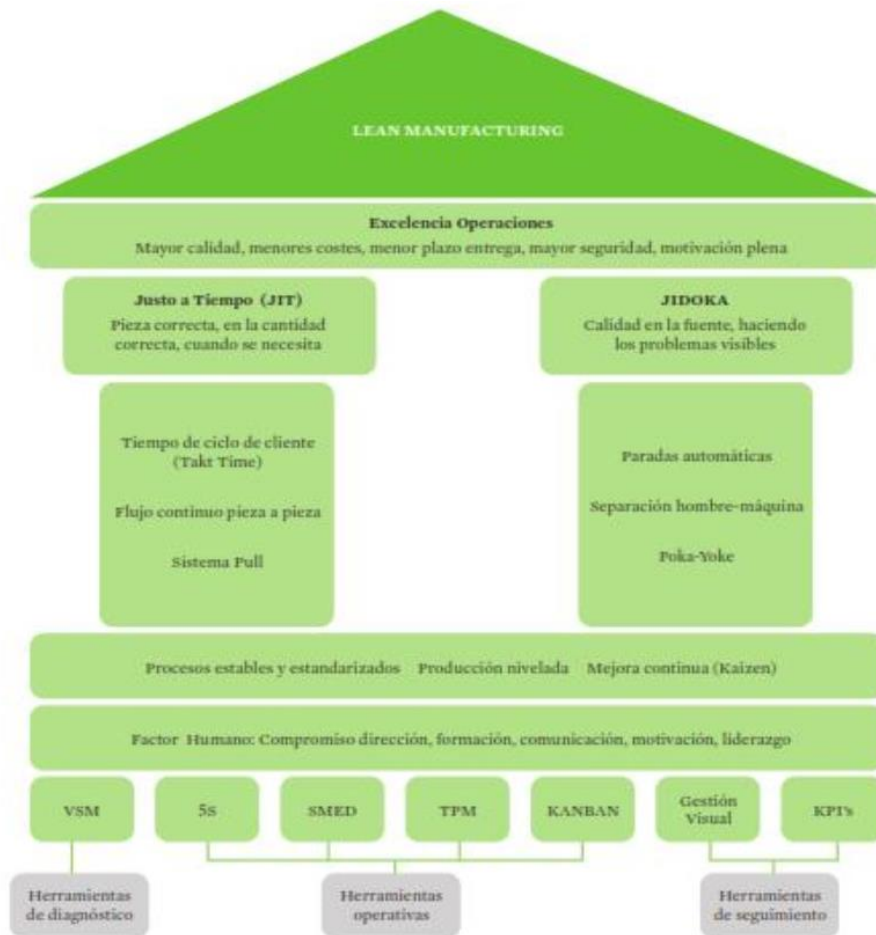 LEAN MANUFACTURING
Excelencia Operaciones
Mayor calidad, menores costes, menor plazo entrega, mayor seguridad, motivación plena
Justo a Tiempo (JIT)
Pieza correcta, en la cantidad
correcta, cuando se necesita
JIDOKA
Calidad en la fuente, haciendo
los problemas visibles
Tiempo de ciclo de cliente
(Takt Time)
Flujo continuo pieza a pieza
Sistema Pull
Paradas automáticas
Separación hombre-máquina
Poka-Yoke
Procesos estables y estandarizados Producción nivelada Mejora continua (Kaizen)
Factor Humano: Compromiso dirección, formación, comunicación, motivación, liderazgo
VSM
5S
SMED
TPM
KANBAN
Gestión
Visual
KPI's
Herramientas
de diagnóstico
Herramientas
operativas
Herramientas
de seguimiento